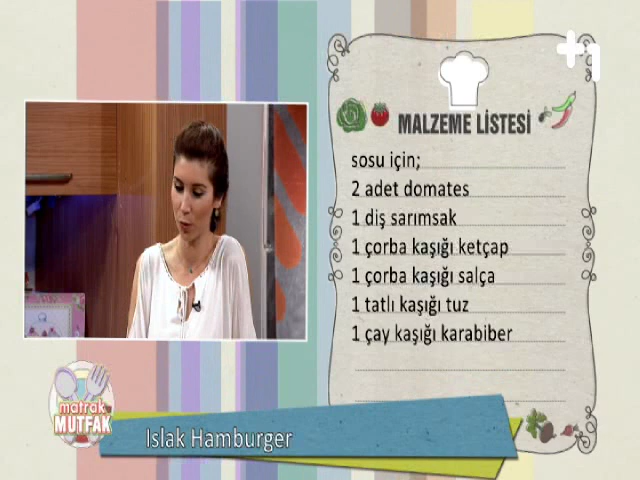 +1
MALZEME LİSTESİ
sosu için;
2 adet domates
1 diş sarımsak
1 çorba kaşığı ketçap
1 çorba kaşığı salça
1 tatlı kaşığı tuz
1 çay kaşığı karabiber
matrak
MUTFAK
Islak Hamburger